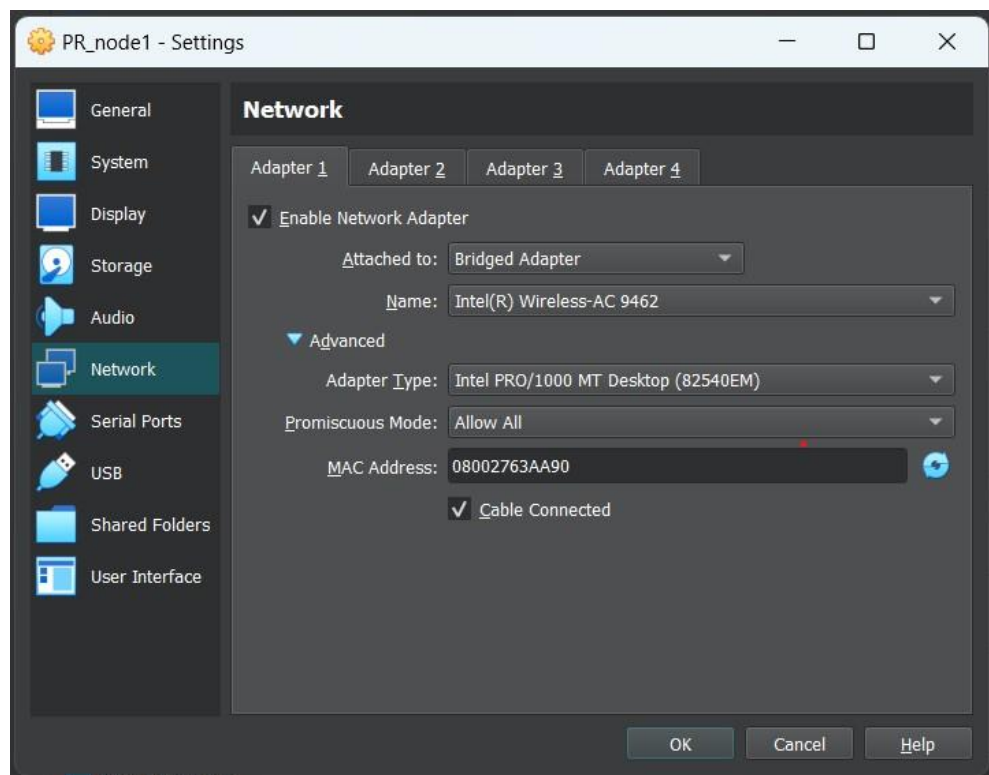 PR_node1 - Settings
General
System
Display
Storage
Audio
Network
Serial Ports
USB
Shared Folders
User Interface
Network
Adapter 1 Adapter 2 Adapter 3 Adapter 4
Enable Network Adapter
Attached to: Bridged Adapter
Name: Intel(R) Wireless-AC 9462
Advanced
Adapter Type: Intel PRO/1000 MT Desktop (82540EM)
Promiscuous Mode: Allow All
MAC Address: 08002763AA90
Cable Connected
OK Cancel Help